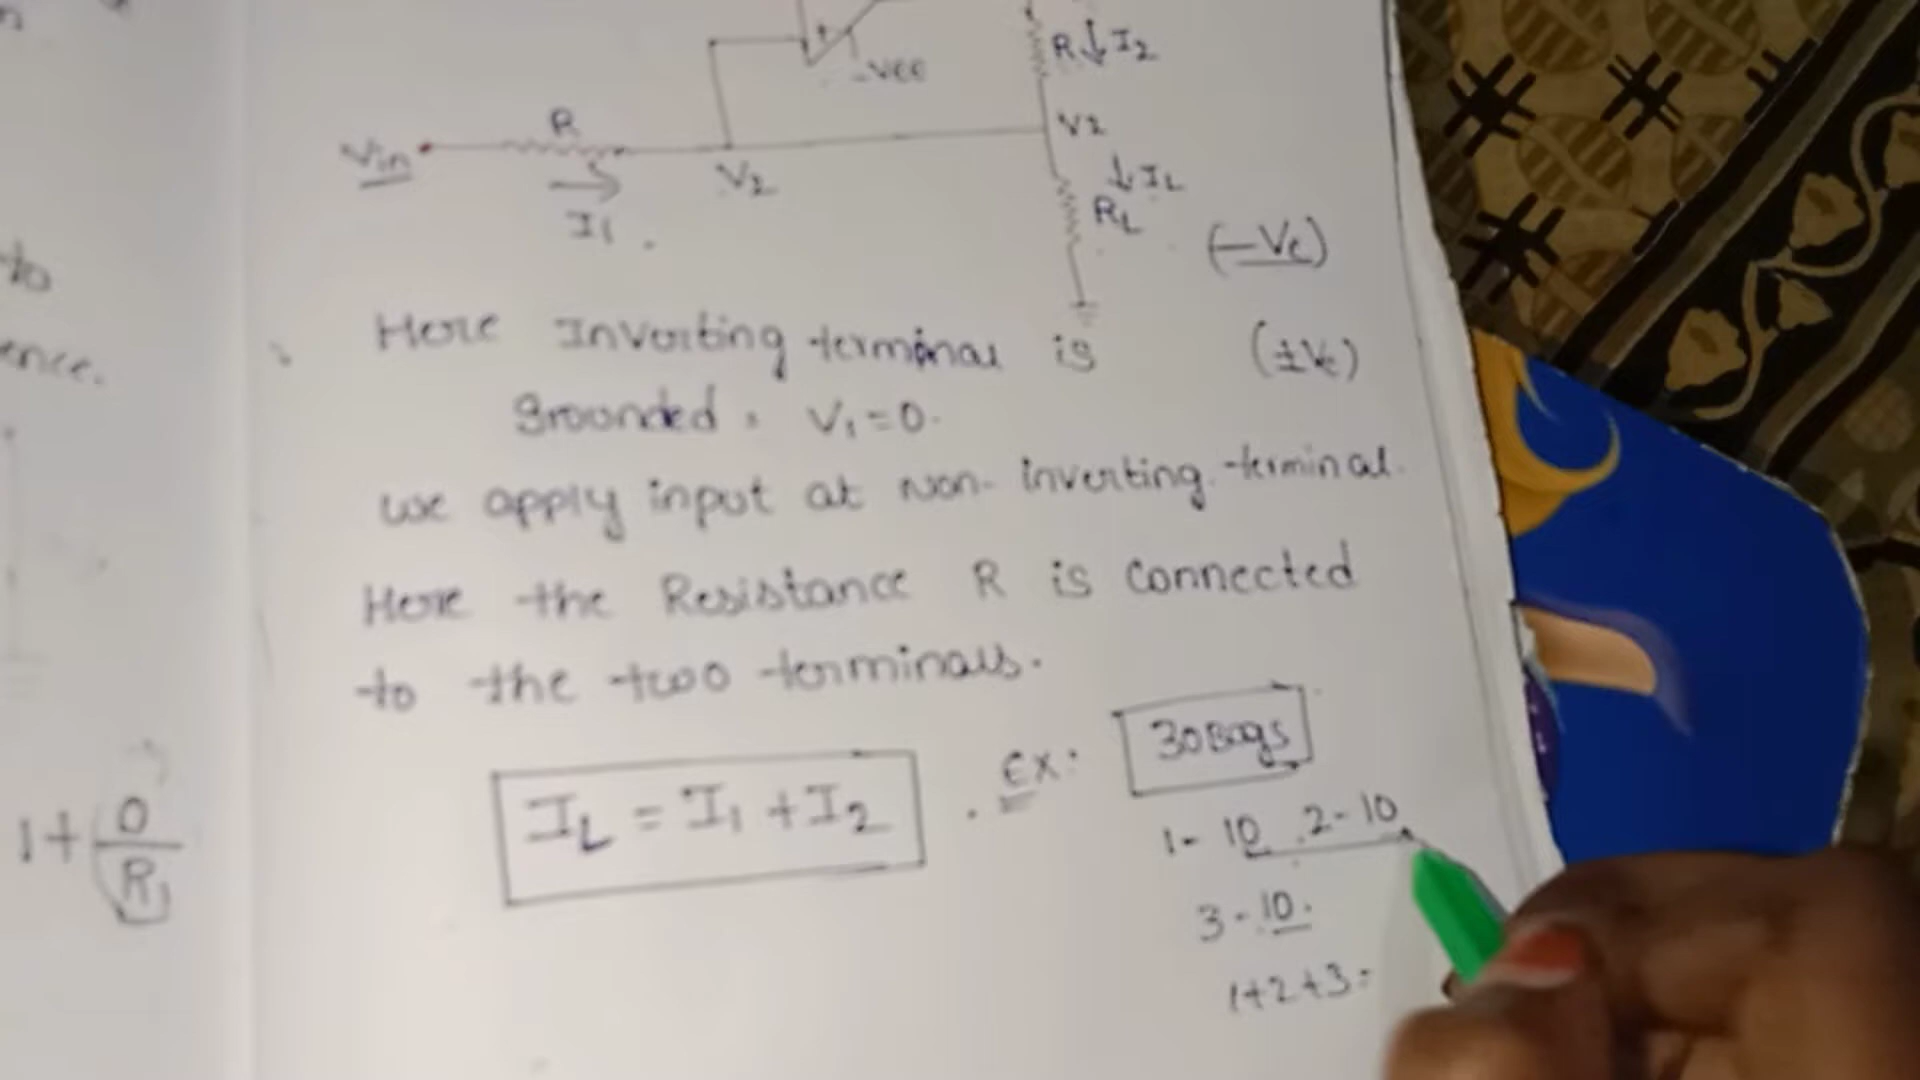 R ↓ I2
-VCC
R
V2
Vin
V2
↓ IL
RL
I1
(-Vc)
Here Inverting terminal is
(±Vc)
grounded. V1=0.
we apply input at Non-inverting terminal.
Here the Resistance R is Connected
to the two terminals.
IL = I1 + I2
Ex: 30 Bags
1- 10 2-10
3-10.
1+2+3=
to
ence.
1+ 0/R1